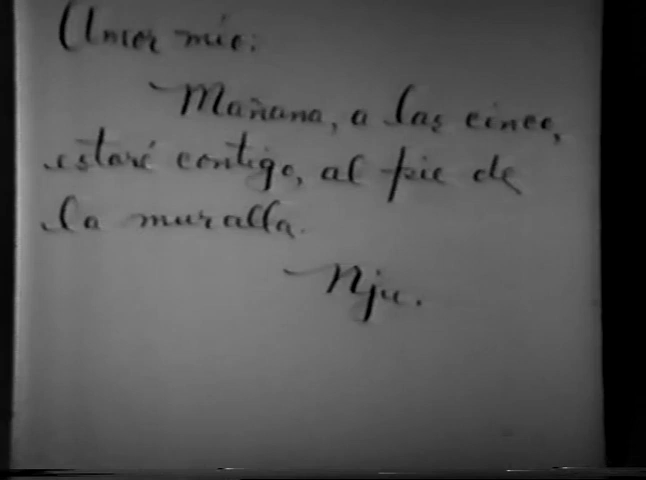 Amor mío:
Mañana, a las cinco,
estaré contigo, al pie de
la muralla.
Nju.